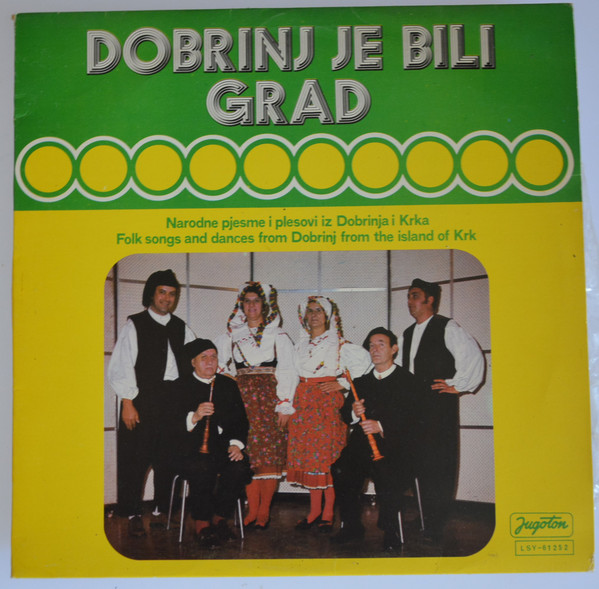 DOBRINJ JE BILI
GRAD
Narodne pjesme i plesovi iz Dobrinja i Krka
Folk songs and dances from Dobrinj from the island of Krk
Jugoton
LSY-61252